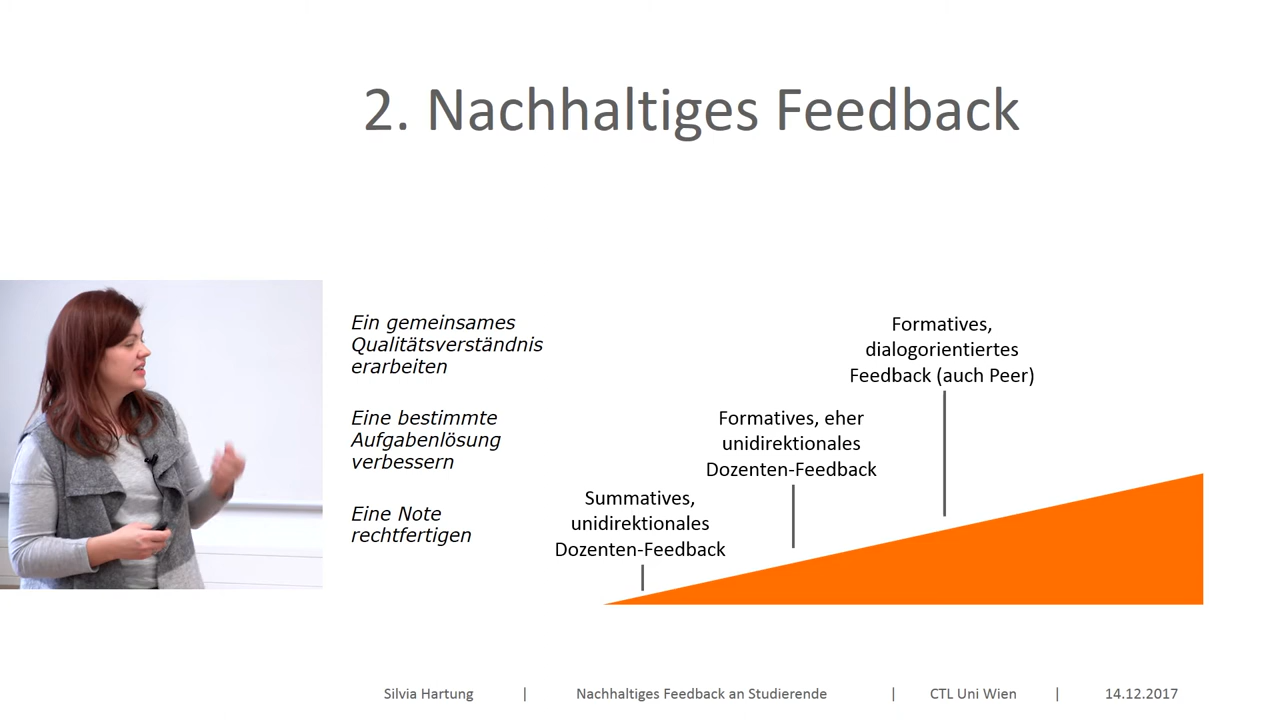 2. Nachhaltiges Feedback
Ein gemeinsames
Qualitätsverständnis
erarbeiten
Eine bestimmte
Aufgabenlösung
verbessern
Eine Note
rechtfertigen
Formatives,
dialogorientiertes
Feedback (auch Peer)
Formatives, eher
unidirektionales
Dozenten-Feedback
Summatives,
unidirektionales
Dozenten-Feedback
Silvia Hartung | Nachhaltiges Feedback an Studierende | CTL Uni Wien | 14.12.2017